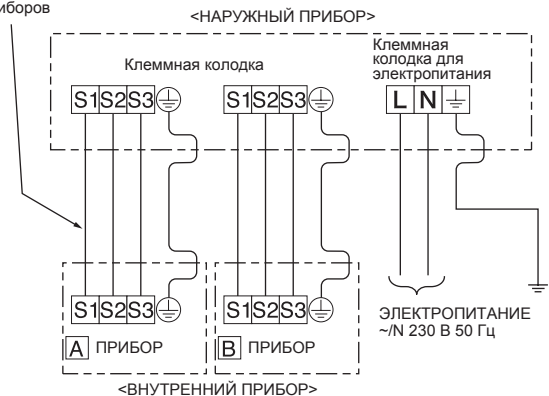 <НАРУЖНЫЙ ПРИБОР>
Клеммная колодка
Клеммная
колодка для
электропитания
S1 S2 S3
S1 S2 S3
L N
S1 S2 S3
S1 S2 S3
A ПРИБОР
B ПРИБОР
ЭЛЕКТРОПИТАНИЕ
~/N 230 В 50 Гц
<ВНУТРЕННИЙ ПРИБОР>